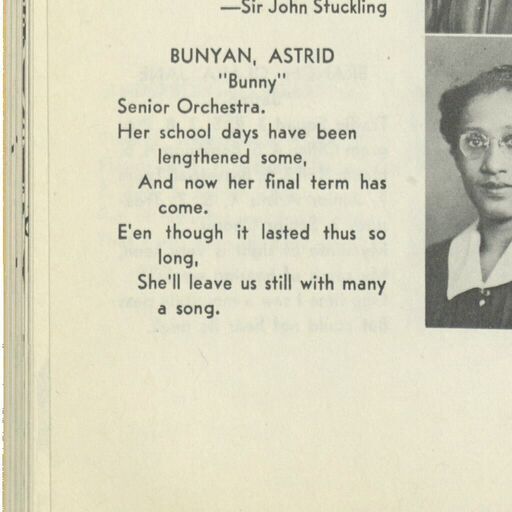 —Sir John Stuckling
BUNYAN, ASTRID
"Bunny"
Senior Orchestra.
Her school days have been
lengthened some,
And now her final term has
come.
E'en though it lasted thus so
long,
She'll leave us still with many
a song.